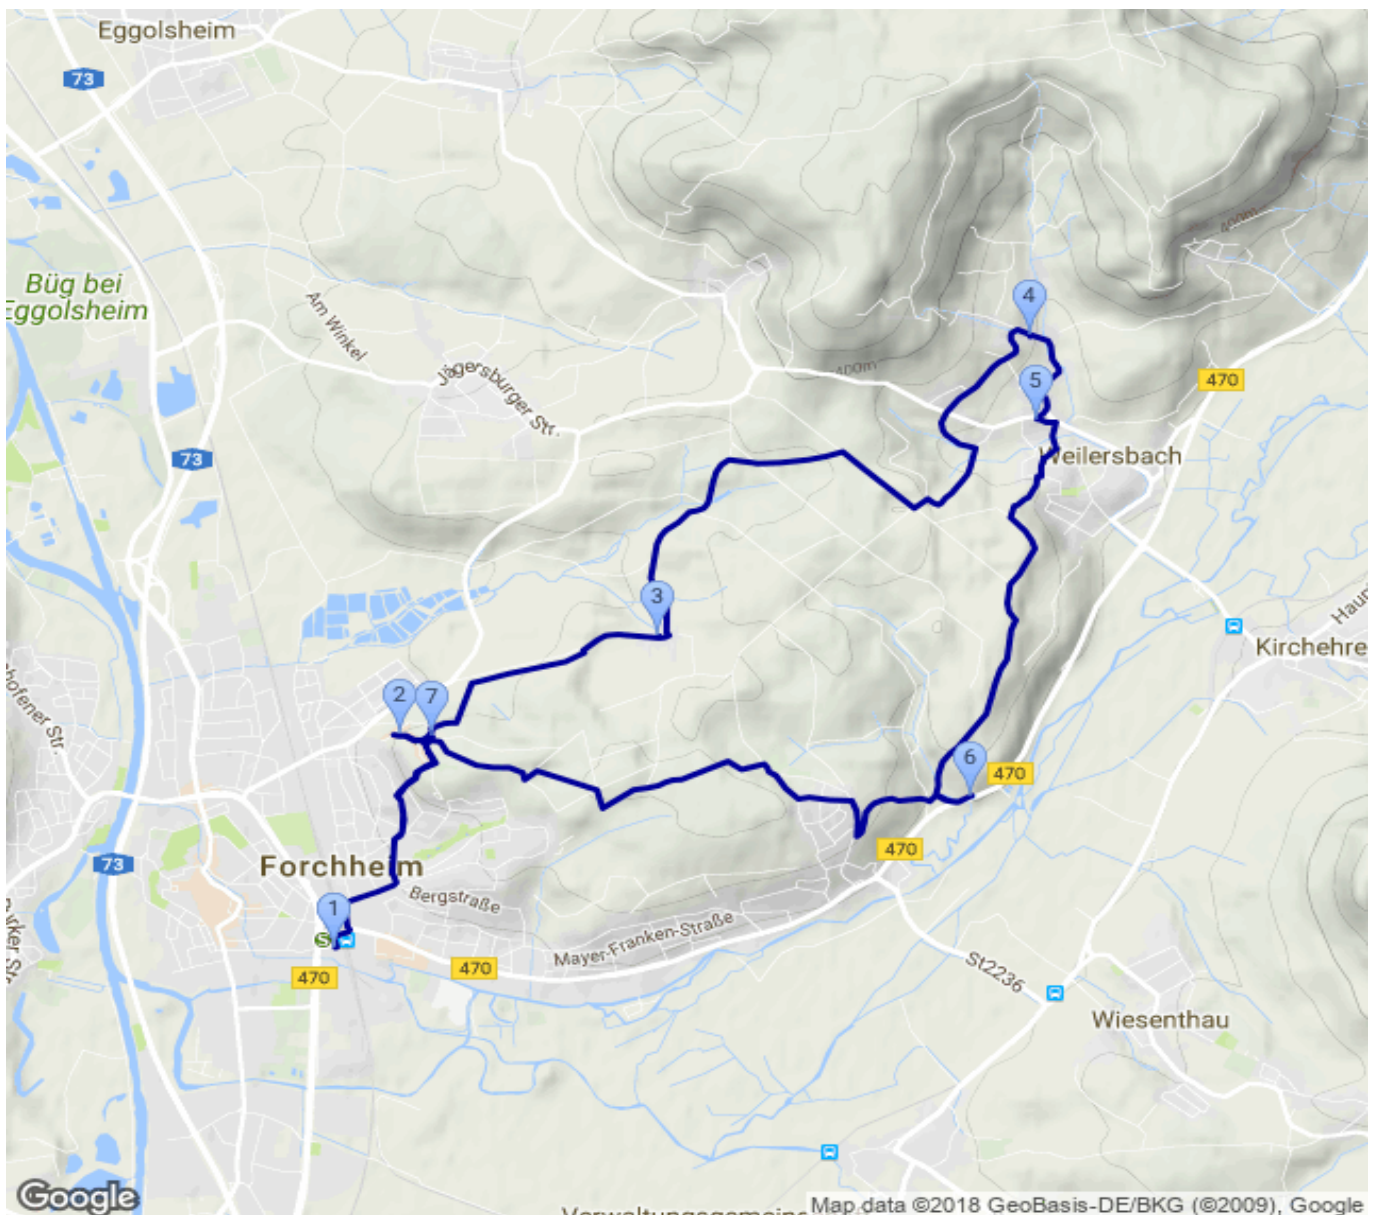 Eggolsheim
73
400m
Büg bei
Eggolsheim
Am Winkel
4
Jägersburger Str.
400m
470
5
73
Weilersbach
3
Kirchehre
2
7
6
470
73
470
Forchheim
Bergstraße
1
Mayer-Franken-Straße
S
470
470
St2236
Wiesenthau
Google
Map data ©2018 GeoBasis-DE/BKG (©2009), Google